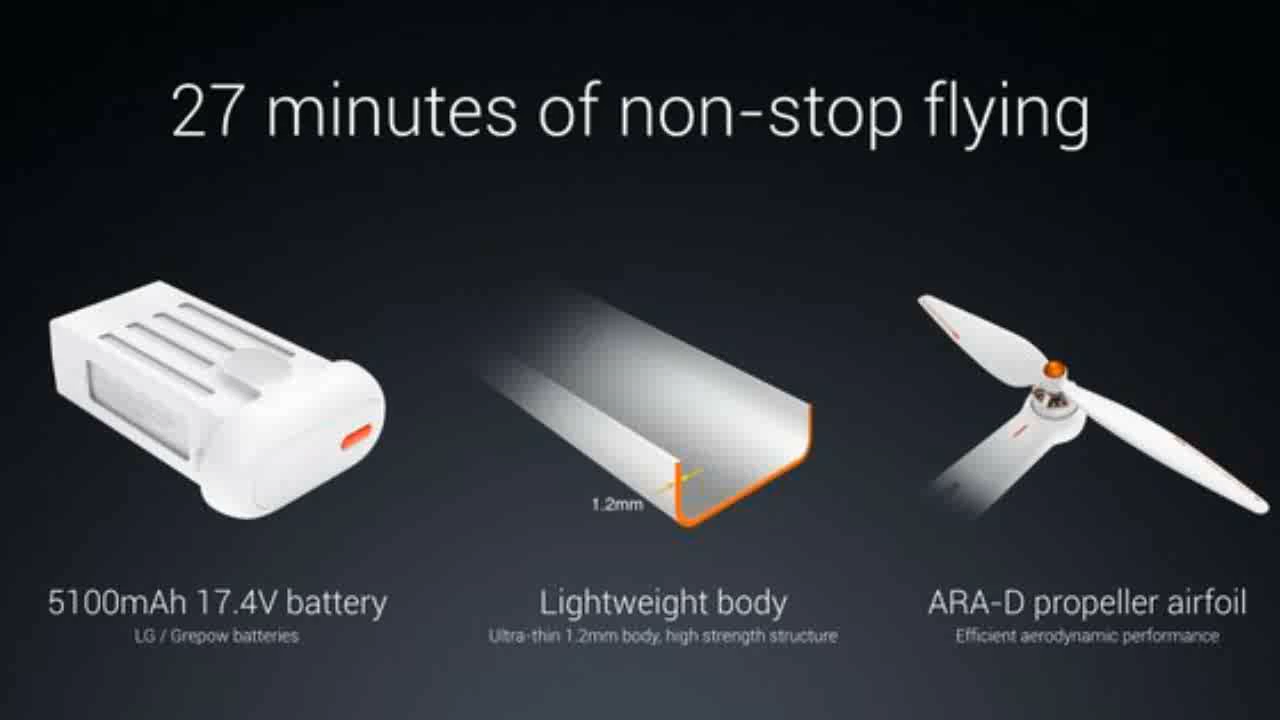 27 minutes of non-stop flying
1.2mm
5100mAh 17.4V battery
LG / Grepow batteries
Lightweight body
Ultra-thin 1.2mm body, high strength structure
ARA-D propeller airfoil
Efficient aerodynamic performance